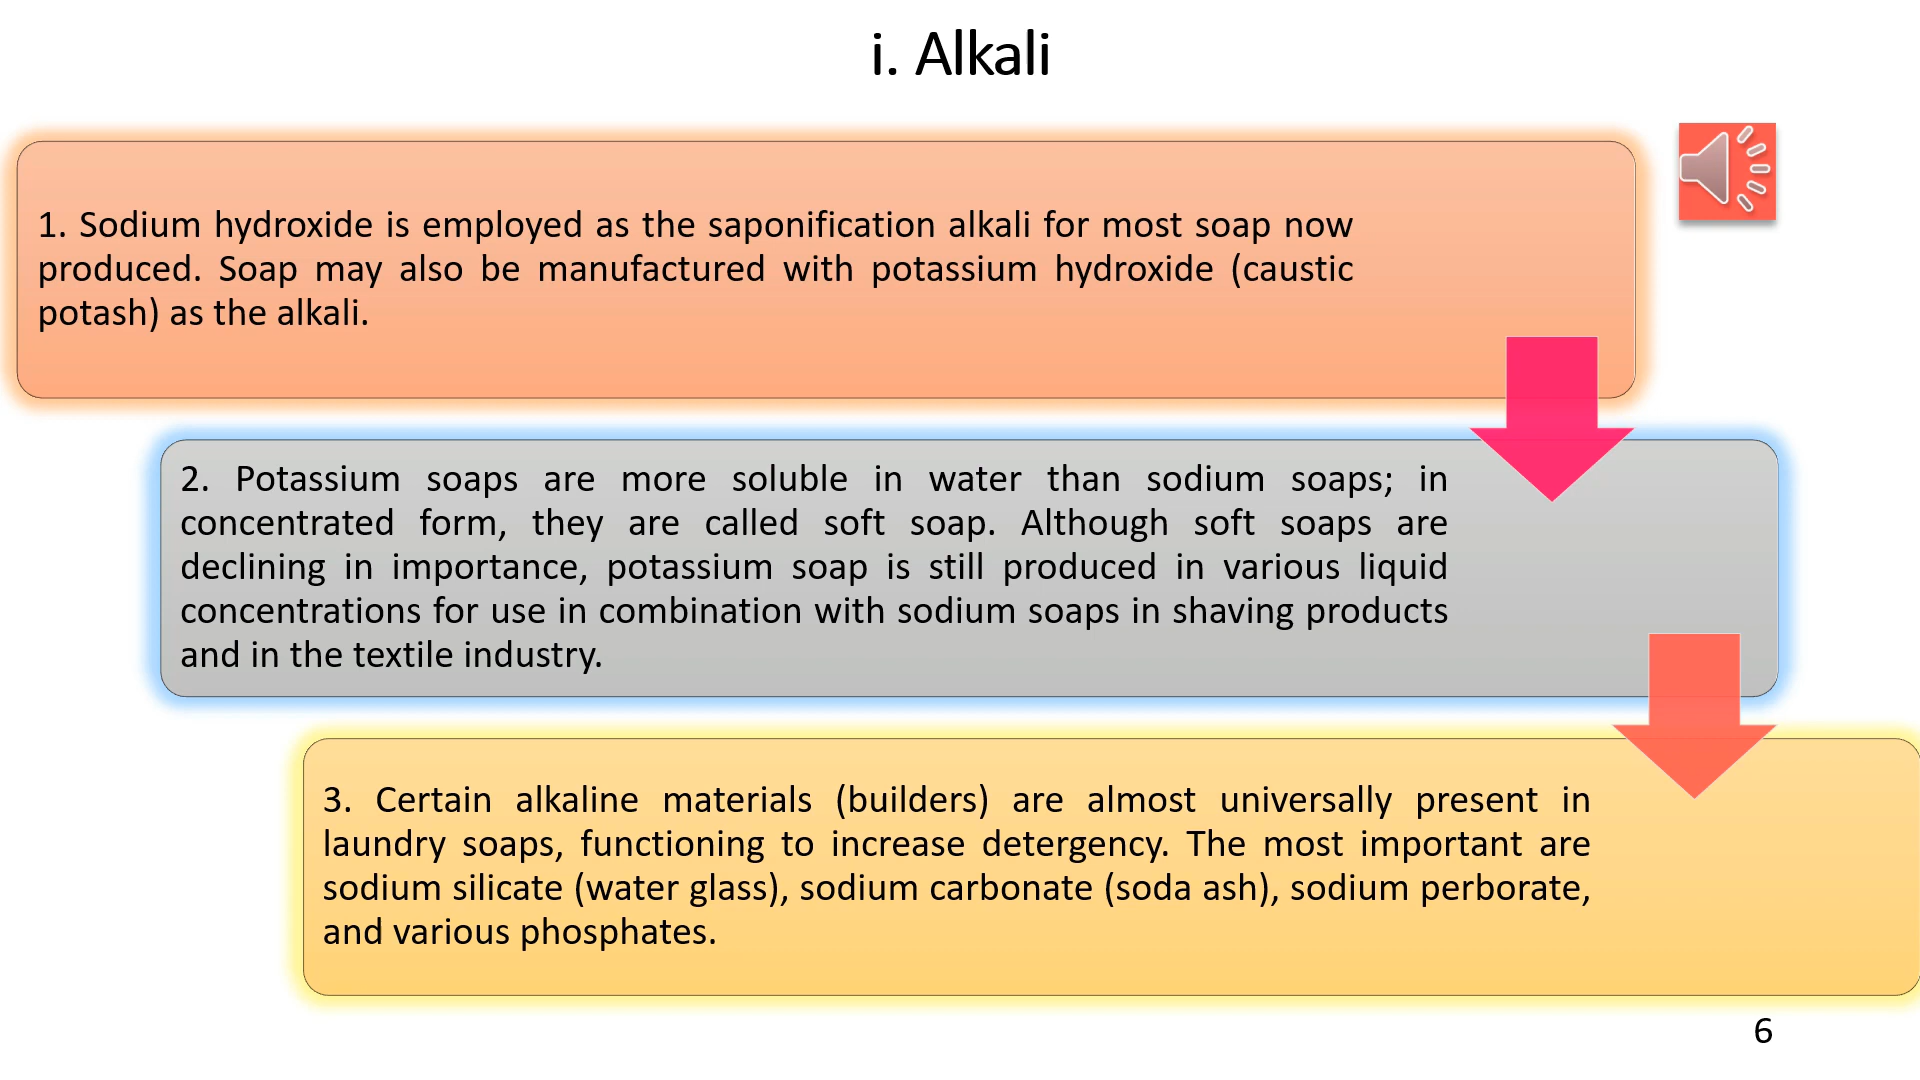 i. Alkali
1. Sodium hydroxide is employed as the saponification alkali for most soap now
produced. Soap may also be manufactured with potassium hydroxide (caustic
potash) as the alkali.
2. Potassium soaps are more soluble in water than sodium soaps; in
concentrated form, they are called soft soap. Although soft soaps are
declining in importance, potassium soap is still produced in various liquid
concentrations for use in combination with sodium soaps in shaving products
and in the textile industry.
3. Certain alkaline materials (builders) are almost universally present in
laundry soaps, functioning to increase detergency. The most important are
sodium silicate (water glass), sodium carbonate (soda ash), sodium perborate,
and various phosphates.
6